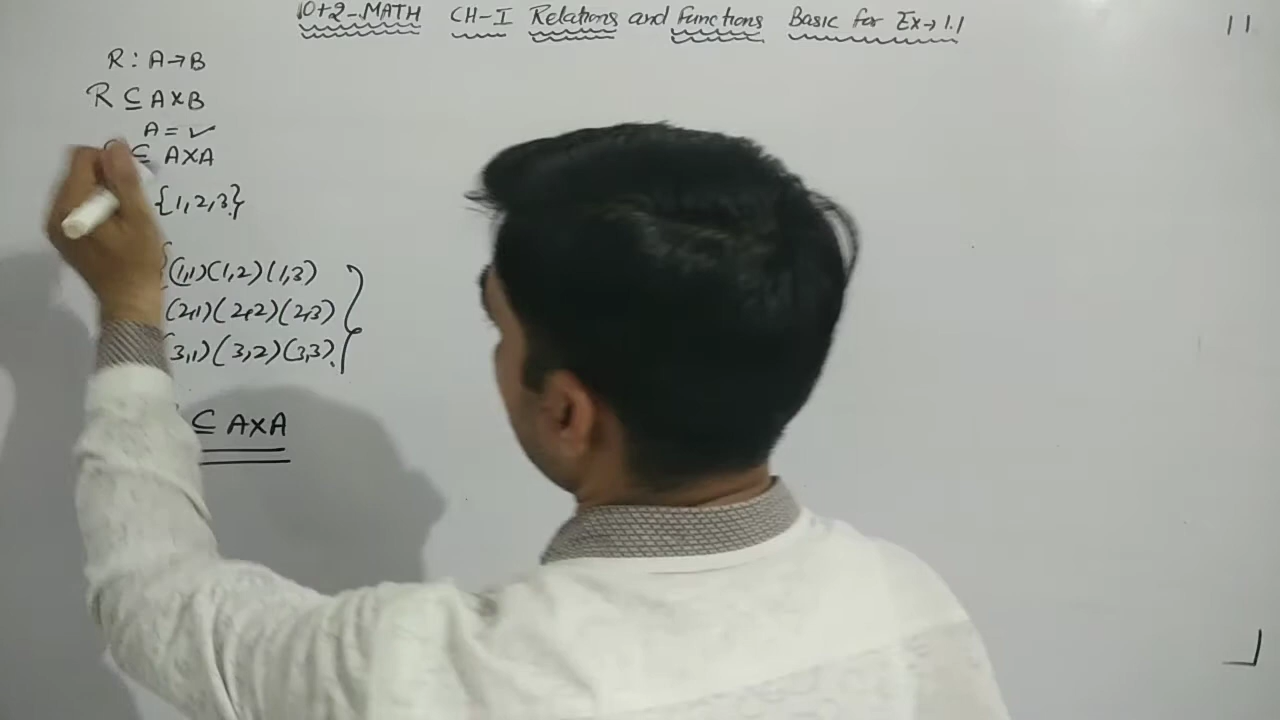 10+2-MATH CH-I Relations and Functions Basic for Ex→1.1
11
R : A→B
R ⊆ A×B
A = ✓
⊆ A×A
{1,2,3}
{(1,1)(1,2)(1,3)
(2,1)(2,2)(2,3)
(3,1)(3,2)(3,3)}
⊆ A×A